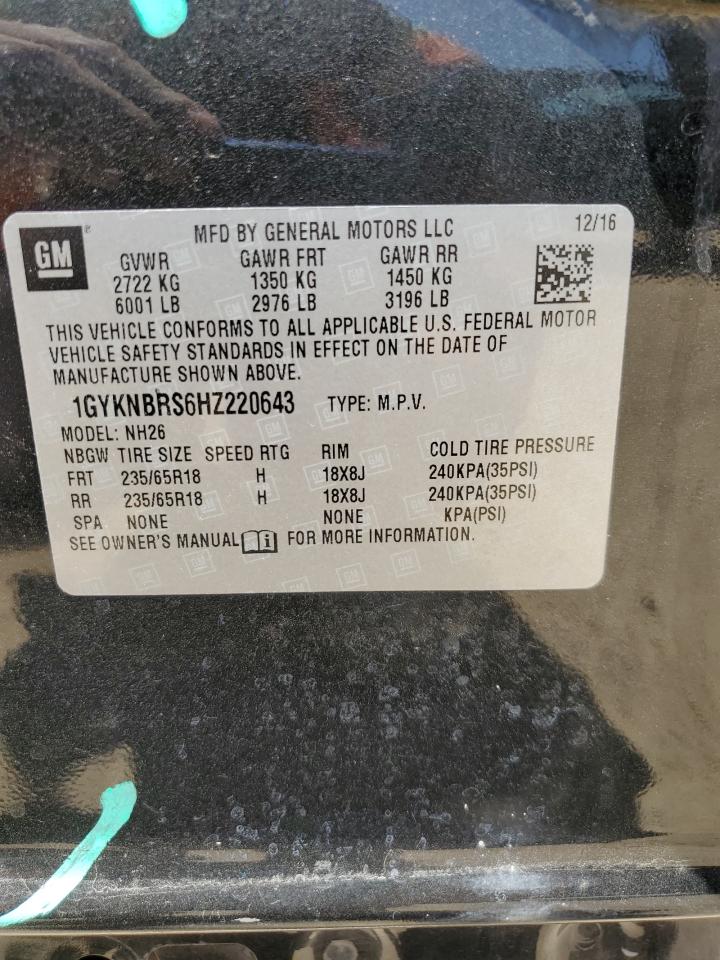 GM
MFD BY GENERAL MOTORS LLC 12/16
GVWR GAWR FRT GAWR RR
2722 KG 1350 KG 1450 KG
6001 LB 2976 LB 3196 LB
THIS VEHICLE CONFORMS TO ALL APPLICABLE U.S. FEDERAL MOTOR
VEHICLE SAFETY STANDARDS IN EFFECT ON THE DATE OF
MANUFACTURE SHOWN ABOVE.
1GYKNBRS6HZ220643 TYPE: M.P.V.
MODEL: NH26
NBGW TIRE SIZE SPEED RTG RIM COLD TIRE PRESSURE
FRT 235/65R18 H 18X8J 240KPA(35PSI)
RR 235/65R18 H 18X8J 240KPA(35PSI)
SPA NONE NONE KPA(PSI)
SEE OWNER'S MANUAL FOR MORE INFORMATION.